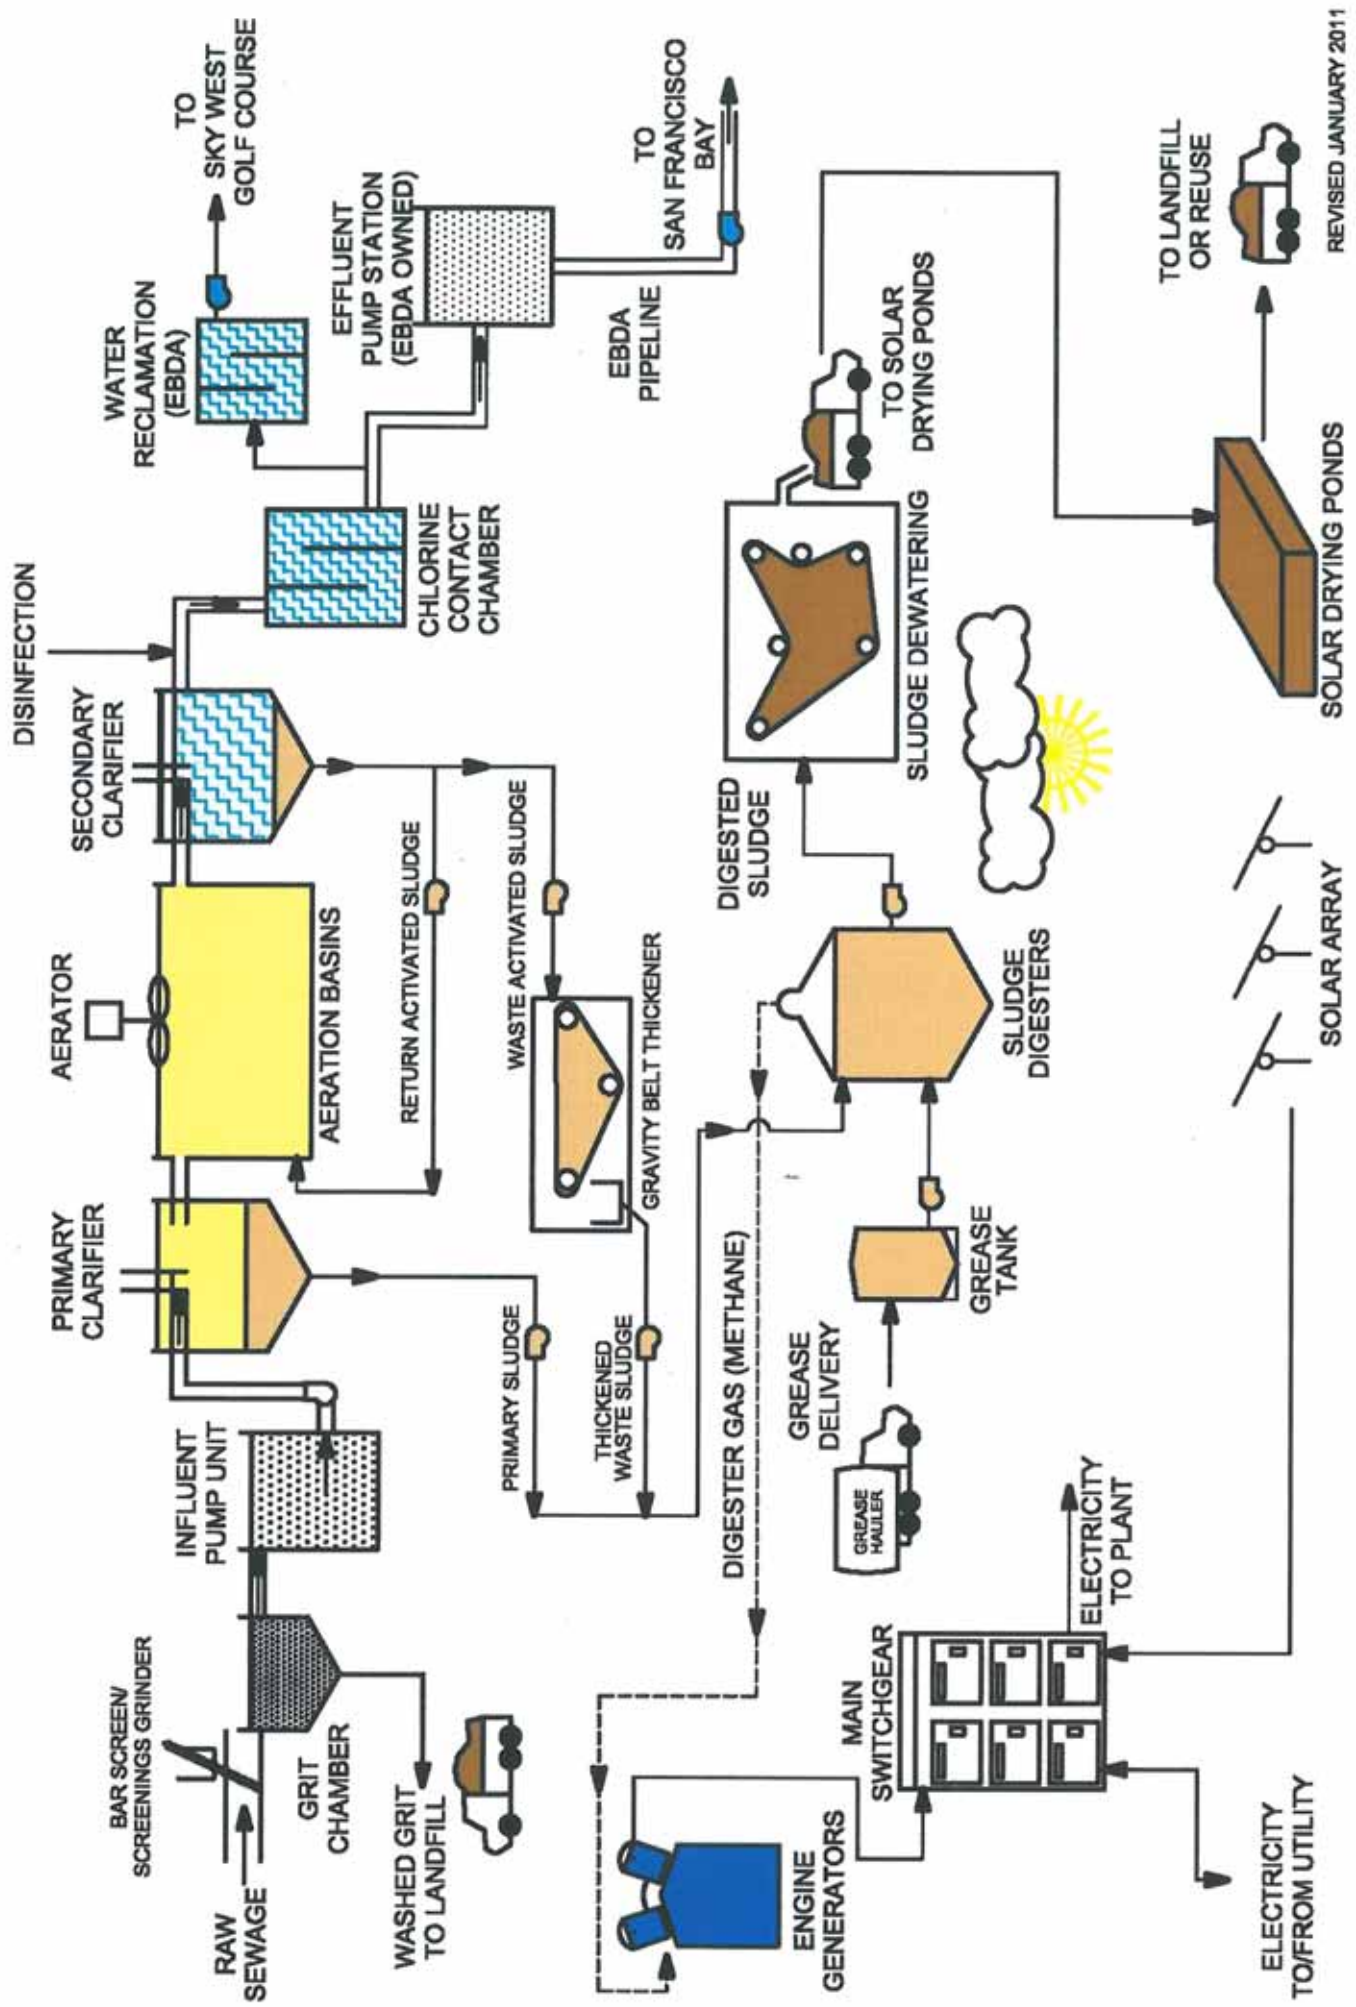 DISINFECTION
TO
SKY WEST
GOLF COURSE
WATER
RECLAMATION
(EBDA)
SECONDARY
CLARIFIER
AERATOR
PRIMARY
CLARIFIER
BAR SCREEN/
SCREENINGS GRINDER
INFLUENT
PUMP UNIT
RAW
SEWAGE
GRIT
CHAMBER
AERATION BASINS
CHLORINE
CONTACT
CHAMBER
EFFLUENT
PUMP STATION
(EBDA OWNED)
RETURN ACTIVATED SLUDGE
WASTE ACTIVATED SLUDGE
WASHED GRIT
TO LANDFILL
PRIMARY SLUDGE
THICKENED
WASTE SLUDGE
GRAVITY BELT THICKENER
EBDA
PIPELINE
TO
SAN FRANCISCO
BAY
DIGESTER GAS (METHANE)
DIGESTED
SLUDGE
GREASE
DELIVERY
GREASE
HAULER
GREASE
TANK
SLUDGE
DIGESTERS
SLUDGE DEWATERING
TO SOLAR
DRYING PONDS
ENGINE
GENERATORS
MAIN
SWITCHGEAR
ELECTRICITY
TO PLANT
ELECTRICITY
TO/FROM UTILITY
SOLAR ARRAY
SOLAR DRYING PONDS
TO LANDFILL
OR REUSE
REVISED JANUARY 2011